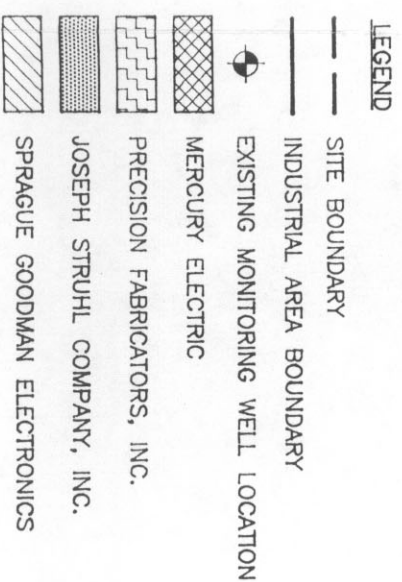 LEGEND
SITE BOUNDARY
INDUSTRIAL AREA BOUNDARY
EXISTING MONITORING WELL LOCATION
MERCURY ELECTRIC
PRECISION FABRICATORS, INC.
JOSEPH STRUHL COMPANY, INC.
SPRAGUE GOODMAN ELECTRONICS